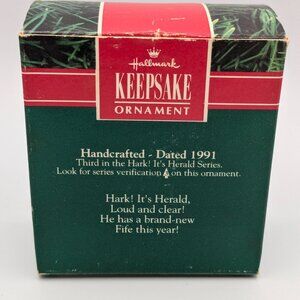 Hallmark
KEEPSAKE
ORNAMENT
Handcrafted - Dated 1991
Third in the Hark! It's Herald Series.
Look for series verification on this ornament.
Hark! It's Herald,
Loud and clear!
He has a brand-new
Fife this year!